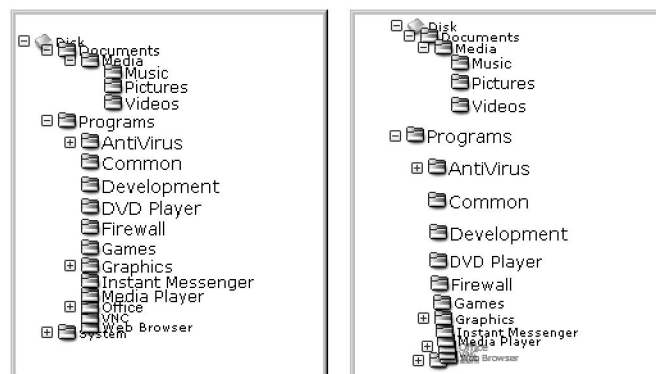 Disk
Documents
Media
Music
Pictures
Videos
Programs
AntiVirus
Common
Development
DVD Player
Firewall
Games
Graphics
Instant Messenger
Media Player
Office
VNC
Web Browser
System
Disk
Documents
Media
Music
Pictures
Videos
Programs
AntiVirus
Common
Development
DVD Player
Firewall
Games
Graphics
Instant Messenger
Media Player
Office
Web Browser